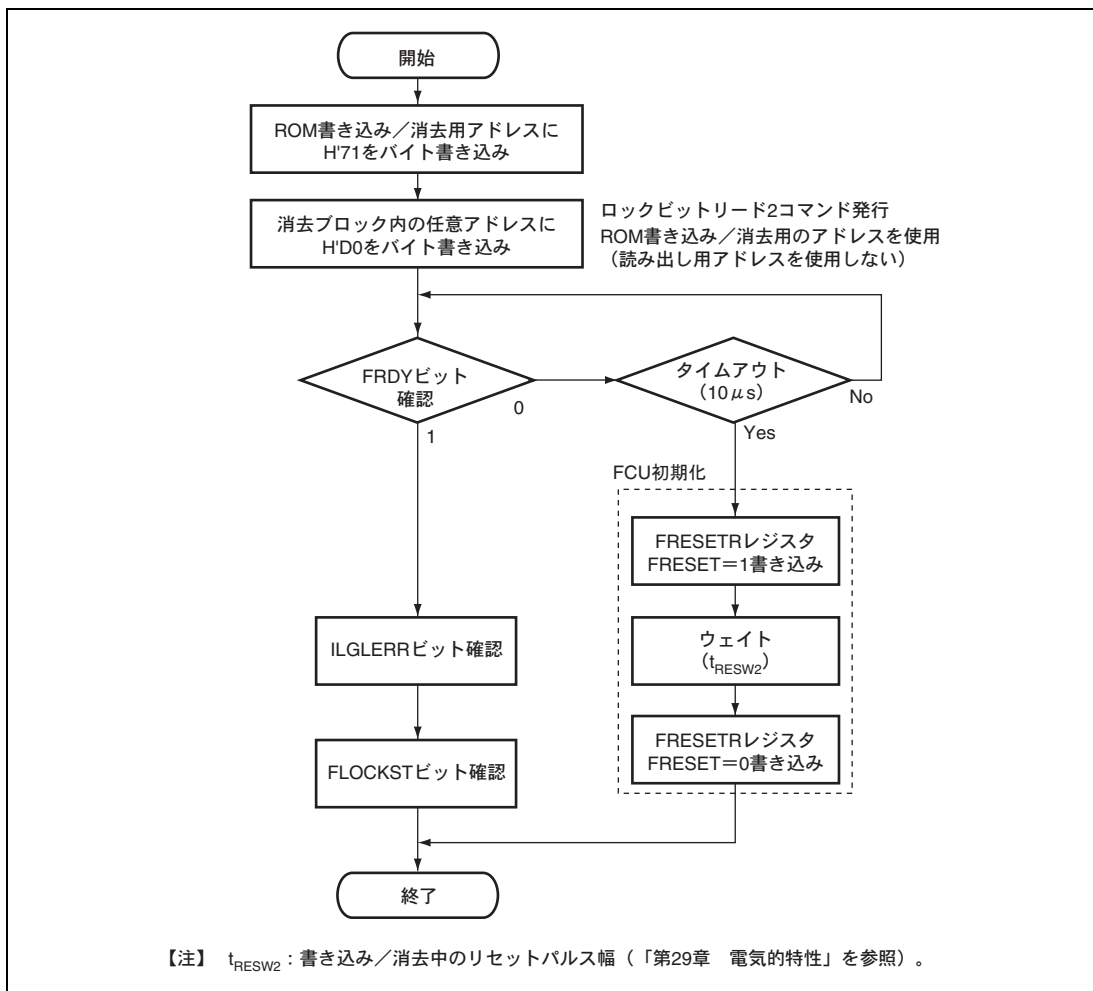 開始
ROM書き込み／消去用アドレスに
H'71をバイト書き込み
消去ブロック内の任意アドレスに
H'D0をバイト書き込み
ロックビットリード2コマンド発行
ROM書き込み／消去用のアドレスを使用
（読み出し用アドレスを使用しない）
FRDYビット
確認
0
1
タイムアウト
（10μs）
No
Yes
FCU初期化
FRESETRレジスタ
FRESET＝1書き込み
ウェイト
（tRESW2）
FRESETRレジスタ
FRESET＝0書き込み
ILGLERRビット確認
FLOCKSTビット確認
終了
【注】 tRESW2：書き込み／消去中のリセットパルス幅（「第29章　電気的特性」を参照）。